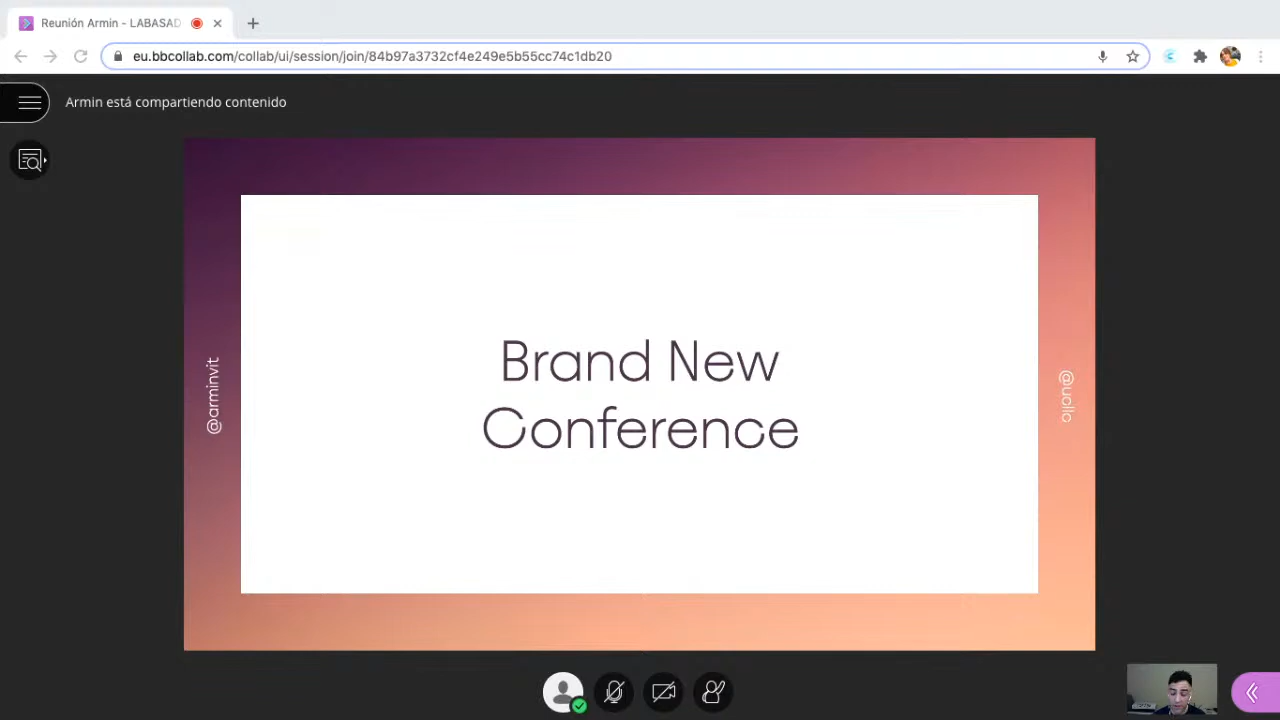 Reunión Armin - LABASAD
eu.bbcollab.com/collab/ui/session/join/84b97a3732cf4e249e5b55cc74c1db20
Armin está compartiendo contenido
Brand New
Conference
@arminvit
@ucllc